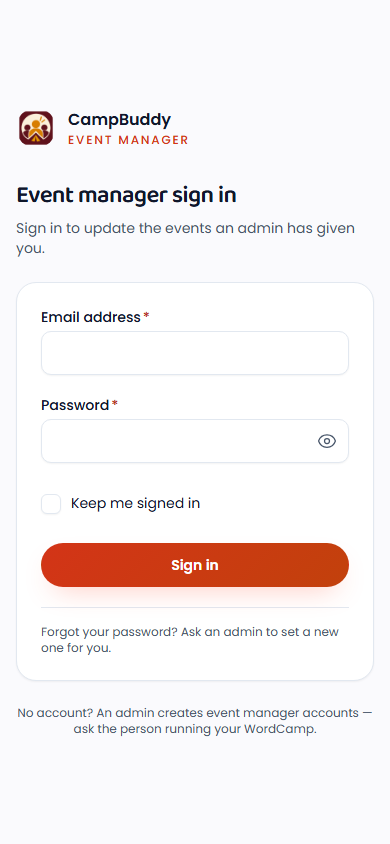 CampBuddy
EVENT MANAGER
Event manager sign in
Sign in to update the events an admin has given
you.
Email address *
Password *
Keep me signed in
Sign in
Forgot your password? Ask an admin to set a new
one for you.
No account? An admin creates event manager accounts —
ask the person running your WordCamp.